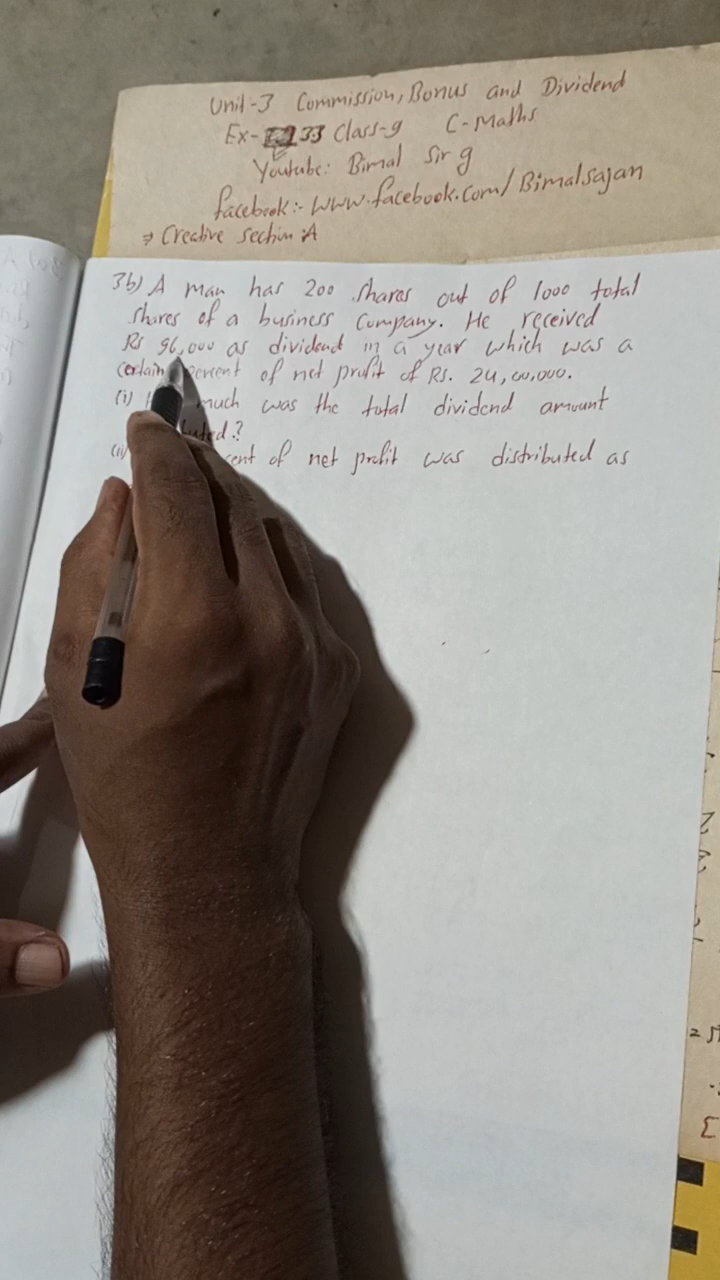 Unit-3 Commission, Bonus and Dividend
Ex- 33 Class-9 C-Maths
Youtube: Bimal Sir g
facebook:- www.facebook.com/Bimalsajan
⇒ Creative section:A
3b) A man has 200 shares out of 1000 total
shares of a business company. He received
Rs 96,000 as dividend in a year which was a
certain percent of net profit of Rs. 24,00,000.
(i) much was the total dividend amount
buted?
(ii) cent of net profit was distributed as